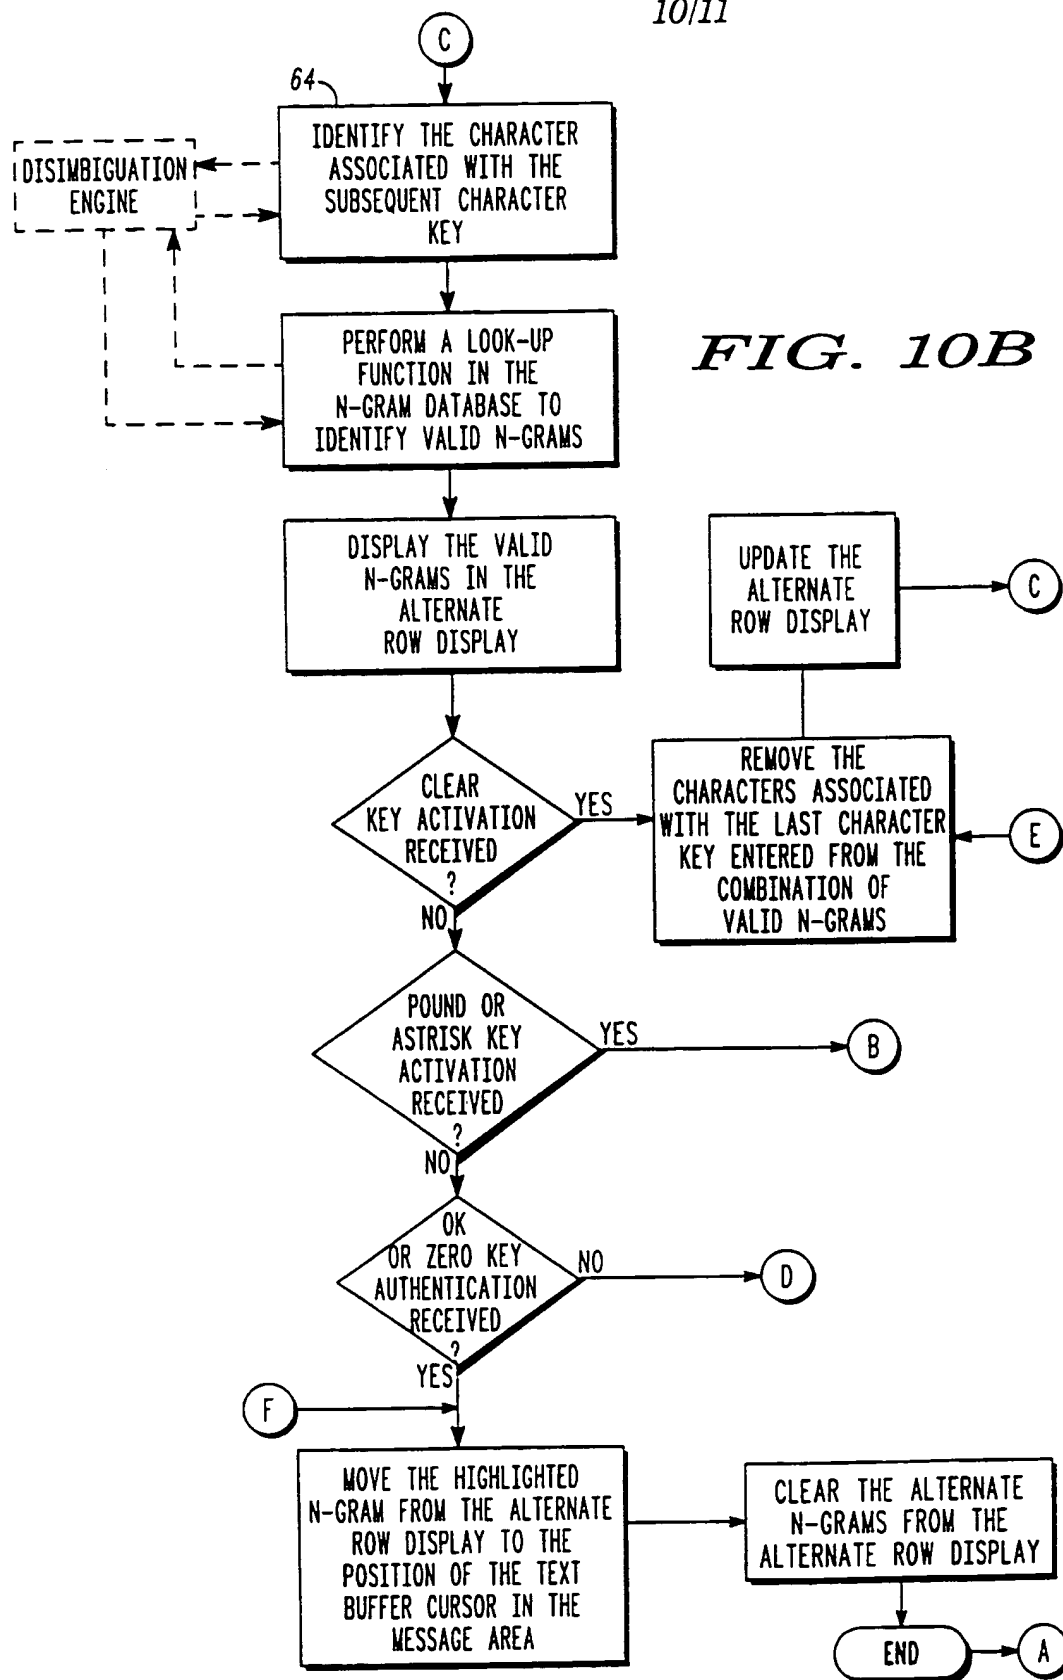 10/11
C
64
IDENTIFY THE CHARACTER
ASSOCIATED WITH THE
SUBSEQUENT CHARACTER
KEY
DISIMBIGUATION
ENGINE
PERFORM A LOOK-UP
FUNCTION IN THE
N-GRAM DATABASE TO
IDENTIFY VALID N-GRAMS
FIG. 10B
DISPLAY THE VALID
N-GRAMS IN THE
ALTERNATE
ROW DISPLAY
UPDATE THE
ALTERNATE
ROW DISPLAY
C
CLEAR
KEY ACTIVATION
RECEIVED
?
YES
NO
REMOVE THE
CHARACTERS ASSOCIATED
WITH THE LAST CHARACTER
KEY ENTERED FROM THE
COMBINATION OF
VALID N-GRAMS
E
POUND OR
ASTRISK KEY
ACTIVATION
RECEIVED
?
YES
B
NO
OK
OR ZERO KEY
AUTHENTICATION
RECEIVED
?
NO
D
YES
F
MOVE THE HIGHLIGHTED
N-GRAM FROM THE ALTERNATE
ROW DISPLAY TO THE
POSITION OF THE TEXT
BUFFER CURSOR IN THE
MESSAGE AREA
CLEAR THE ALTERNATE
N-GRAMS FROM THE
ALTERNATE ROW DISPLAY
END
A